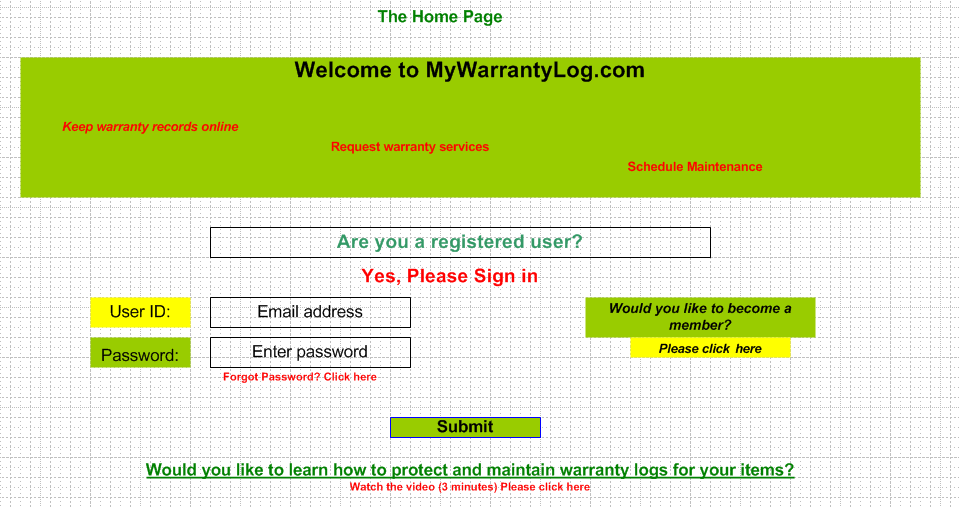 The Home Page
Welcome to MyWarrantyLog.com
Keep warranty records online
Request warranty services
Schedule Maintenance
Are you a registered user?
Yes, Please Sign in
User ID:
Email address
Would you like to become a
member?
Please click here
Password:
Enter password
Forgot Password? Click here
Submit
Would you like to learn how to protect and maintain warranty logs for your items?
Watch the video (3 minutes) Please click here